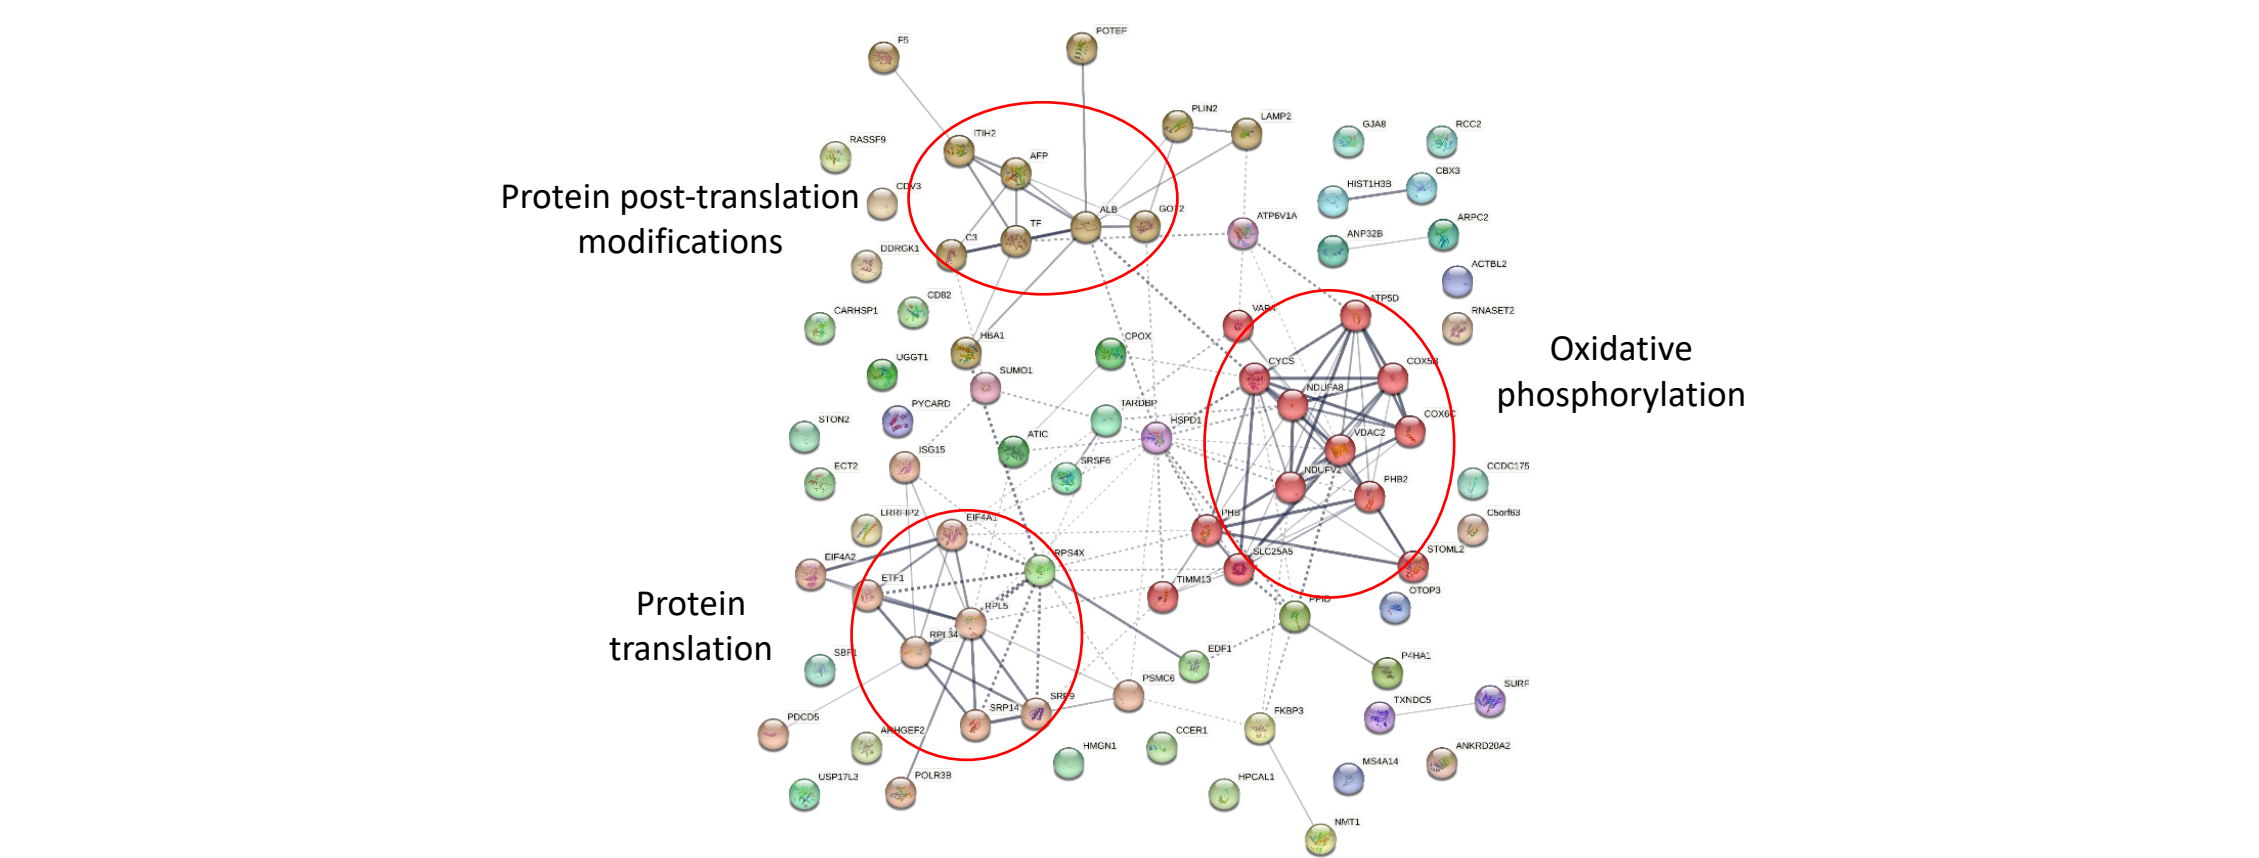 F5
POTEF
PLIN2
LAMP2
GJA8
RCC2
RASSF9
ITIH2
AFP
CBX3
HIST1H3B
CDV3
Protein post-translation
modifications
ALB
GOT2
ATP6V1A
ARPC2
TF
C3
ANP32B
DDRGK1
ACTBL2
CD82
ATP5D
CARHSP1
VAPA
RNASET2
HBA1
CPOX
Oxidative
phosphorylation
UGGT1
SUMO1
CYCS
COX5B
NDUFA8
PYCARD
TARDBP
COX6C
STON2
HSPD1
ATIC
VDAC2
ISG15
SRSF6
ECT2
NDUFV2
CCDC175
PHB2
LRRFIP2
EIF4A1
PHB
C5orf63
EIF4A2
RPS4X
SLC25A5
STOML2
ETF1
TIMM13
Protein
translation
RPL5
PPID
OTOP3
RPL34
SBF1
EDF1
P4HA1
PSMC6
SRP9
SRP14
TXNDC5
SURF
PDCD5
FKBP3
ARHGEF2
HMGN1
CCER1
ANKRD20A2
MS4A14
USP17L3
POLR3B
HPCAL1
NMT1